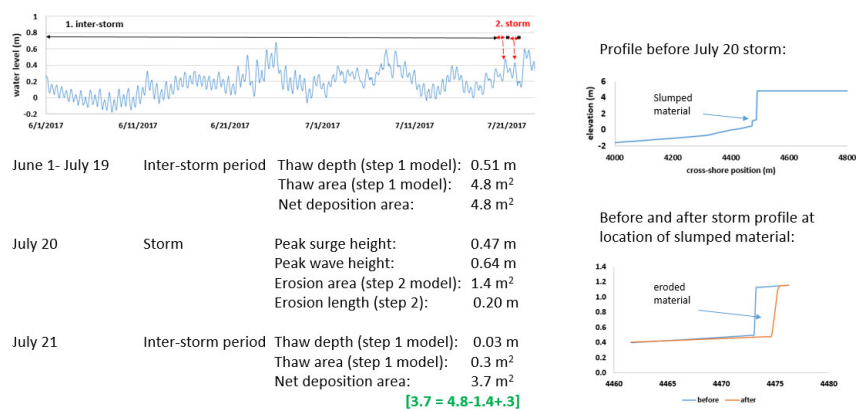 1. inter-storm
2. storm
water level (m)
1
0.8
0.6
0.4
0.2
0
-0.2
6/1/2017 6/11/2017 6/21/2017 7/1/2017 7/11/2017 7/21/2017
June 1- July 19 Inter-storm period Thaw depth (step 1 model): 0.51 m
Thaw area (step 1 model): 4.8 m²
Net deposition area: 4.8 m²
July 20 Storm Peak surge height: 0.47 m
Peak wave height: 0.64 m
Erosion area (step 2 model): 1.4 m²
Erosion length (step 2): 0.20 m
July 21 Inter-storm period Thaw depth (step 1 model): 0.03 m
Thaw area (step 1 model): 0.3 m²
Net deposition area: 3.7 m²
[3.7 = 4.8-1.4+.3]
Profile before July 20 storm:
elevation (m)
6
4
2
0
-2
Slumped
material
4000 4200 4400 4600 4800
cross-shore position (m)
Before and after storm profile at
location of slumped material:
1.4
1.2
1.0
0.8
0.6
0.4
0.2
0.0
eroded
material
4460 4465 4470 4475 4480
before after